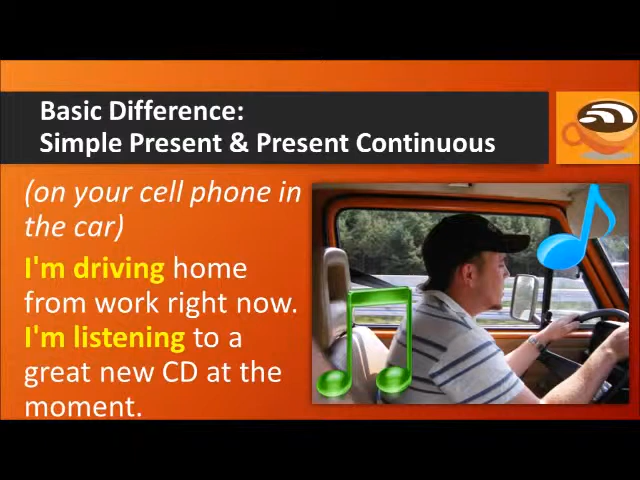 Basic Difference:
Simple Present & Present Continuous
(on your cell phone in
the car)
I'm driving home
from work right now.
I'm listening to a
great new CD at the
moment.